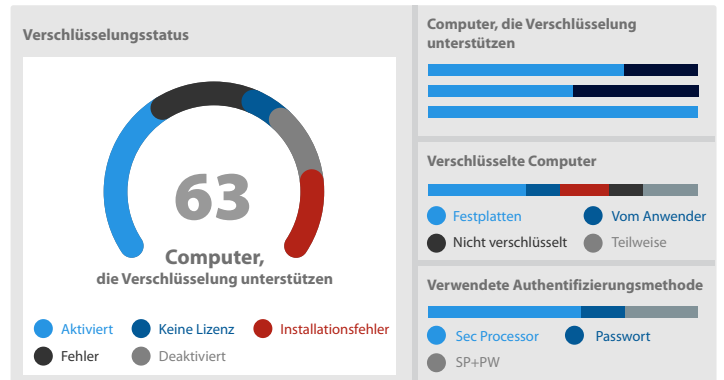 Verschlüsselungsstatus
63
Computer,
die Verschlüsselung unterstützen
Aktiviert
Keine Lizenz
Installationsfehler
Fehler
Deaktiviert
Computer, die Verschlüsselung
unterstützen
Verschlüsselte Computer
Festplatten
Vom Anwender
Nicht verschlüsselt
Teilweise
Verwendete Authentifizierungsmethode
Sec Processor
Passwort
SP+PW